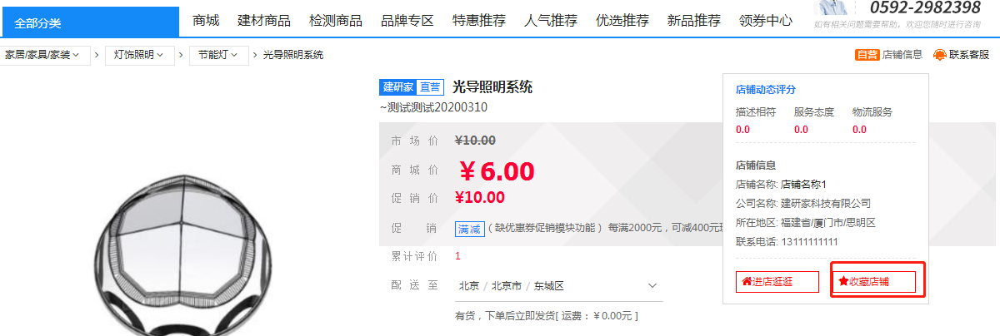 0592-2982398
全部分类
商城 建材商品 检测商品 品牌专区 特惠推荐 人气推荐 优选推荐 新品推荐 领券中心
如有相关问题需要帮助，欢迎您随时进行咨询
家居/家具/家装 > 灯饰照明 > 节能灯 > 光导照明系统
自营 店铺信息 联系客服
建研家 直营 光导照明系统
~测试测试20200310
市场价 ¥10.00
商城价 ¥6.00
促销价 ¥10.00
促销 满减 （缺优惠券促销模块功能） 每满2000元，可减400元
累计评价 1
配送至 北京 / 北京市 / 东城区
有货，下单后立即发货[ 运费：￥0.00元 ]
店铺动态评分
描述相符 服务态度 物流服务
0.0 0.0 0.0
店铺信息
店铺名称: 店铺名称1
公司名称: 建研家科技有限公司
所在地区: 福建省/厦门市/思明区
联系电话: 13111111111
进店逛逛 收藏店铺